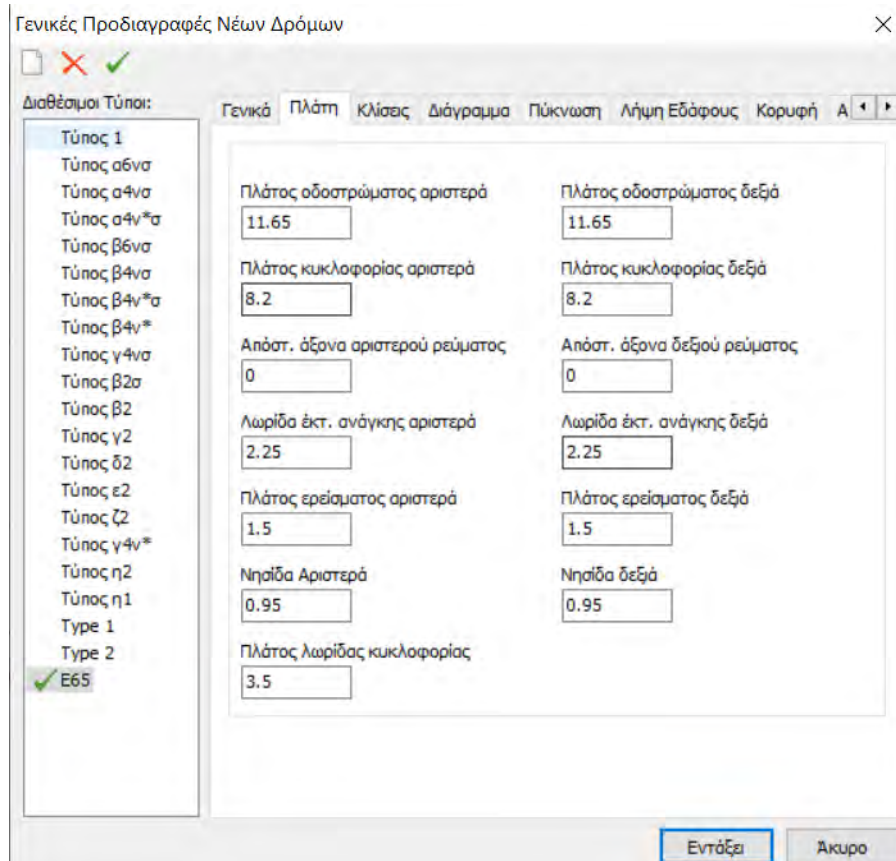 Γενικές Προδιαγραφές Νέων Δρόμων
Διαθέσιμοι Τύποι:
Τύπος 1
Τύπος α6νσ
Τύπος α4νσ
Τύπος α4ν*σ
Τύπος β6νσ
Τύπος β4νσ
Τύπος β4ν*σ
Τύπος β4ν*
Τύπος γ4νσ
Τύπος β2σ
Τύπος β2
Τύπος γ2
Τύπος δ2
Τύπος ε2
Τύπος ζ2
Τύπος γ4ν*
Τύπος η2
Τύπος η1
Type 1
Type 2
E65
Γενικά Πλάτη Κλίσεις Διάγραμμα Πύκνωση Λήψη Εδάφους Κορυφή Α
Πλάτος οδοστρώματος αριστερά Πλάτος οδοστρώματος δεξιά
11.65 11.65
Πλάτος κυκλοφορίας αριστερά Πλάτος κυκλοφορίας δεξιά
8.2 8.2
Απόστ. άξονα αριστερού ρεύματος Απόστ. άξονα δεξιού ρεύματος
0 0
Λωρίδα έκτ. ανάγκης αριστερά Λωρίδα έκτ. ανάγκης δεξιά
2.25 2.25
Πλάτος ερείσματος αριστερά Πλάτος ερείσματος δεξιά
1.5 1.5
Νησίδα Αριστερά Νησίδα δεξιά
0.95 0.95
Πλάτος λωρίδας κυκλοφορίας
3.5
Εντάξει Άκυρο